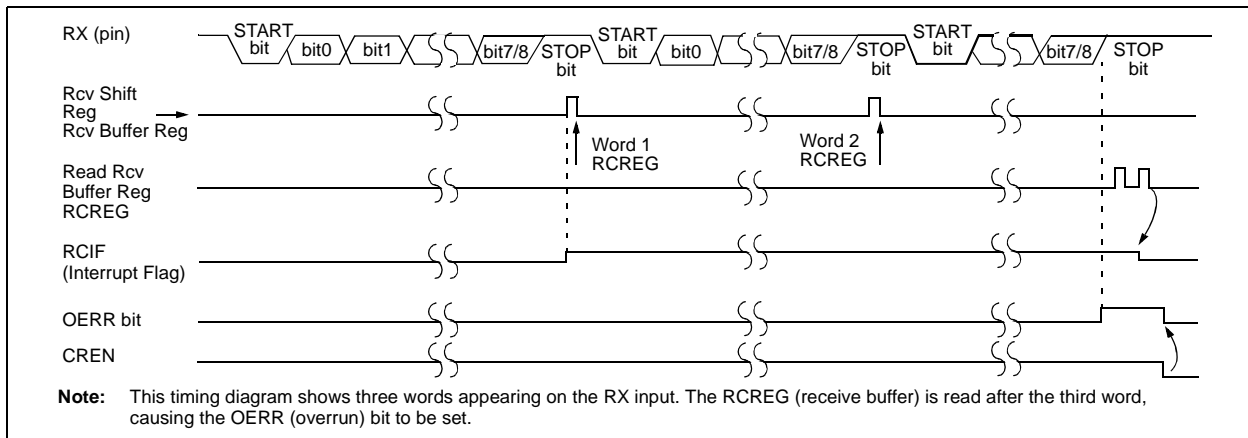 RX (pin)
START
bit
bit0
bit1
bit7/8
STOP
bit
START
bit
bit0
bit7/8
STOP
bit
START
bit
bit7/8
STOP
bit
Rcv Shift
Reg
Rcv Buffer Reg
Word 1
RCREG
Word 2
RCREG
Read Rcv
Buffer Reg
RCREG
RCIF
(Interrupt Flag)
OERR bit
CREN
Note: This timing diagram shows three words appearing on the RX input. The RCREG (receive buffer) is read after the third word,
causing the OERR (overrun) bit to be set.